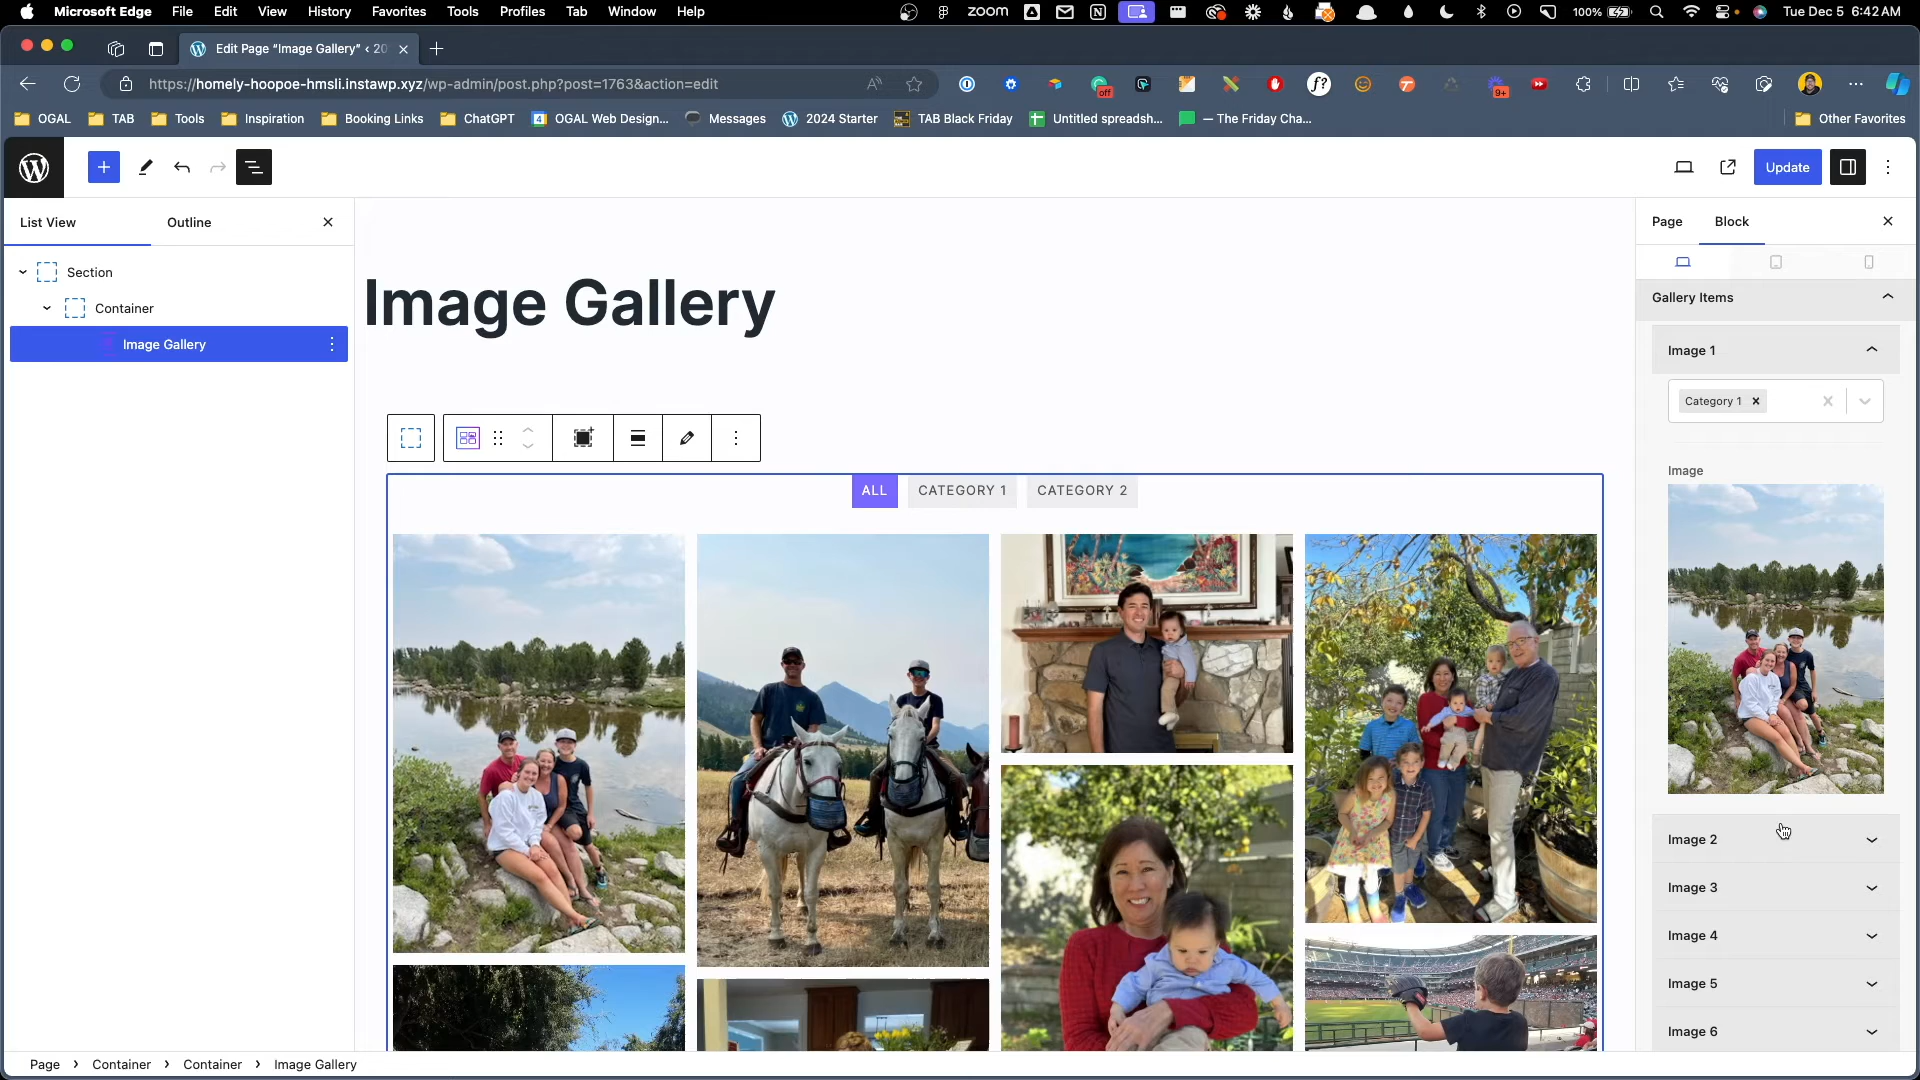 Microsoft Edge File Edit View History Favorites Tools Profiles Tab Window Help zoom 100% Tue Dec 5 6:42 AM
Edit Page “Image Gallery” < 20
https://homely-hoopoe-hmsli.instawp.xyz/wp-admin/post.php?post=1763&action=edit
off f? 9+
OGAL TAB Tools Inspiration Booking Links ChatGPT 4 OGAL Web Design... Messages 2024 Starter TAB Black Friday Untitled spreadsh... — The Friday Cha... Other Favorites
Update
List View Outline
Page Block
Section
Container
Image Gallery
Image Gallery
Gallery Items
Image 1
Category 1
Image
ALL CATEGORY 1 CATEGORY 2
Image 2
Image 3
Image 4
Image 5
Image 6
Page > Container > Container > Image Gallery